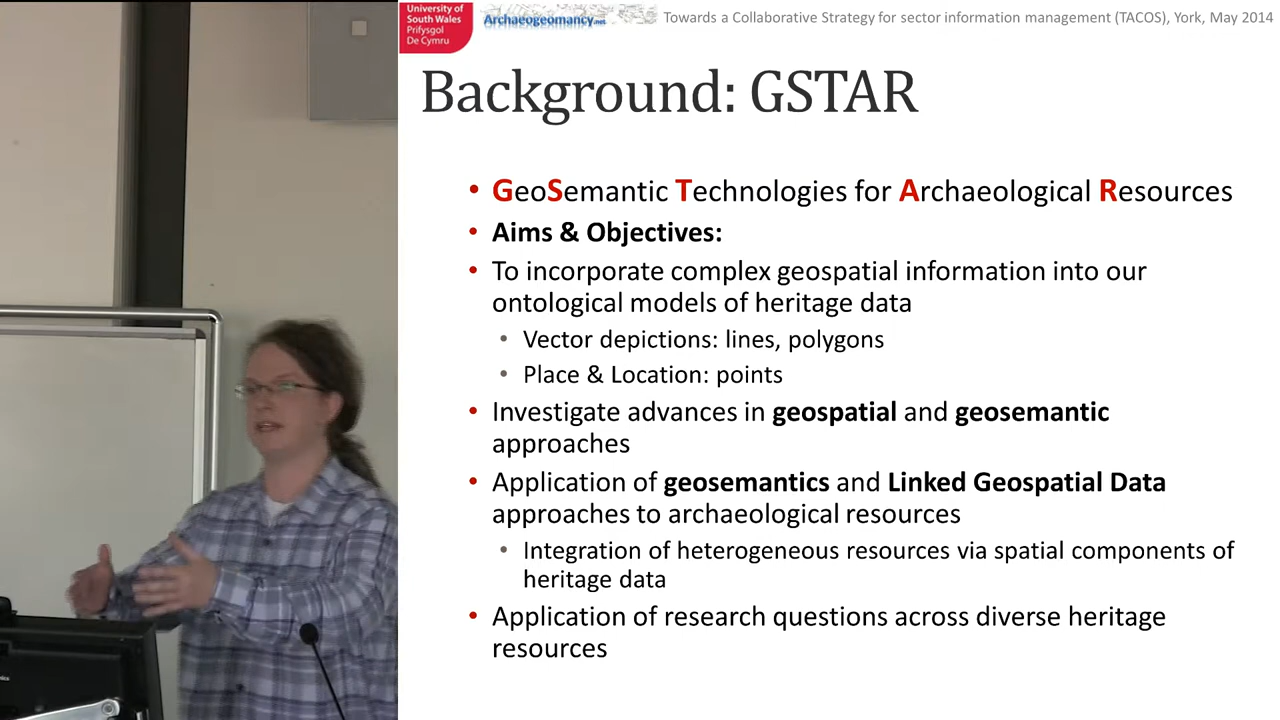 University of
South Wales
Prifysgol
De Cymru
Archaeogeomancy.net
Towards a Collaborative Strategy for sector information management (TACOS), York, May 2014
Background: GSTAR
• GeoSemantic Technologies for Archaeological Resources
• Aims & Objectives:
• To incorporate complex geospatial information into our
ontological models of heritage data
• Vector depictions: lines, polygons
• Place & Location: points
• Investigate advances in geospatial and geosemantic
approaches
• Application of geosemantics and Linked Geospatial Data
approaches to archaeological resources
• Integration of heterogeneous resources via spatial components of
heritage data
• Application of research questions across diverse heritage
resources